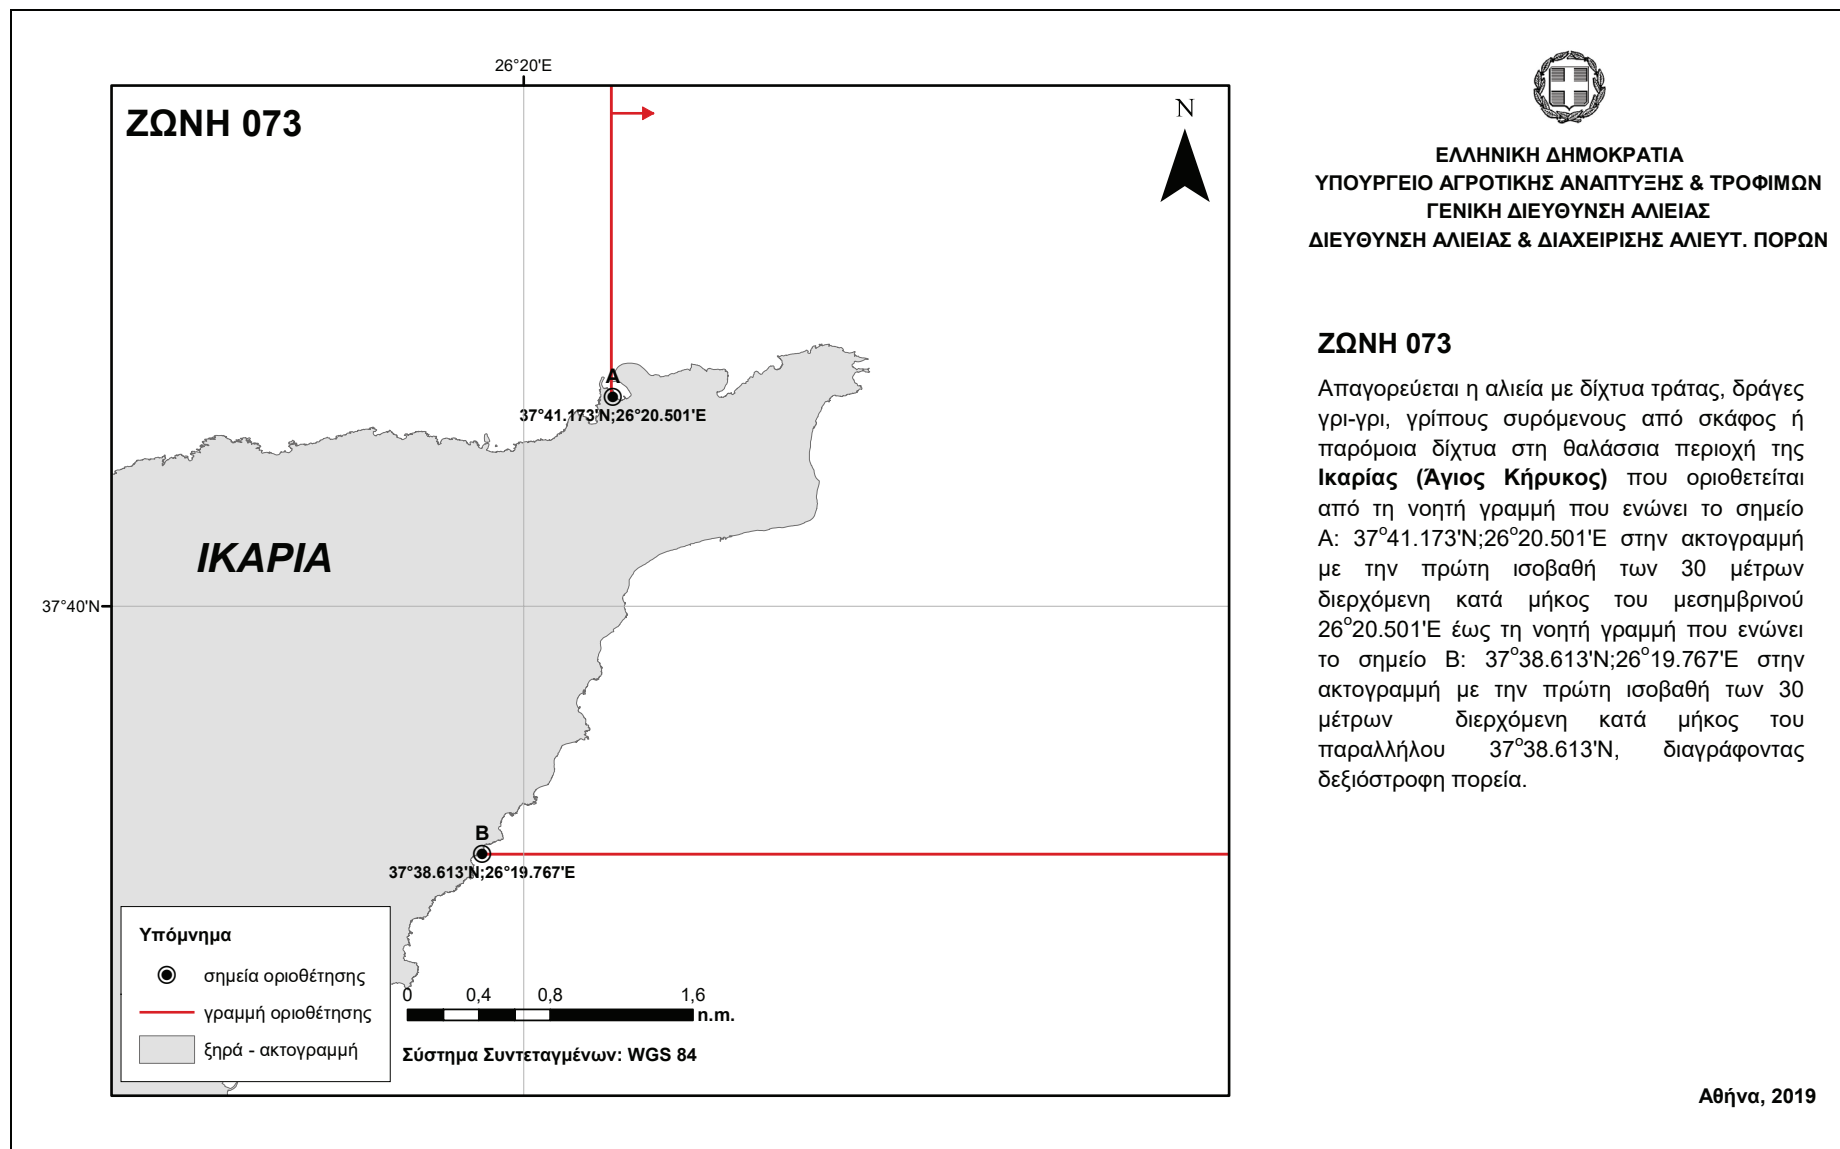 26°20'E
ΖΩΝΗ 073
N
A
37°41.173'N;26°20.501'E
ΙΚΑΡΙΑ
37°40'N
B
37°38.613'N;26°19.767'E
Υπόμνημα
σημεία οριοθέτησης
γραμμή οριοθέτησης
ξηρά - ακτογραμμή
0 0,4 0,8 1,6
n.m.
Σύστημα Συντεταγμένων: WGS 84
ΕΛΛΗΝΙΚΗ ΔΗΜΟΚΡΑΤΙΑ
ΥΠΟΥΡΓΕΙΟ ΑΓΡΟΤΙΚΗΣ ΑΝΑΠΤΥΞΗΣ & ΤΡΟΦΙΜΩΝ
ΓΕΝΙΚΗ ΔΙΕΥΘΥΝΣΗ ΑΛΙΕΙΑΣ
ΔΙΕΥΘΥΝΣΗ ΑΛΙΕΙΑΣ & ΔΙΑΧΕΙΡΙΣΗΣ ΑΛΙΕΥΤ. ΠΟΡΩΝ
ΖΩΝΗ 073
Απαγορεύεται η αλιεία με δίχτυα τράτας, δράγες
γρι-γρι, γρίπους συρόμενους από σκάφος ή
παρόμοια δίχτυα στη θαλάσσια περιοχή της
Ικαρίας (Άγιος Κήρυκος) που οριοθετείται
από τη νοητή γραμμή που ενώνει το σημείο
Α: 37°41.173'N;26°20.501'E στην ακτογραμμή
με την πρώτη ισοβαθή των 30 μέτρων
διερχόμενη κατά μήκος του μεσημβρινού
26°20.501'E έως τη νοητή γραμμή που ενώνει
το σημείο Β: 37°38.613'N;26°19.767'E στην
ακτογραμμή με την πρώτη ισοβαθή των 30
μέτρων διερχόμενη κατά μήκος του
παραλλήλου 37°38.613'N, διαγράφοντας
δεξιόστροφη πορεία.
Αθήνα, 2019